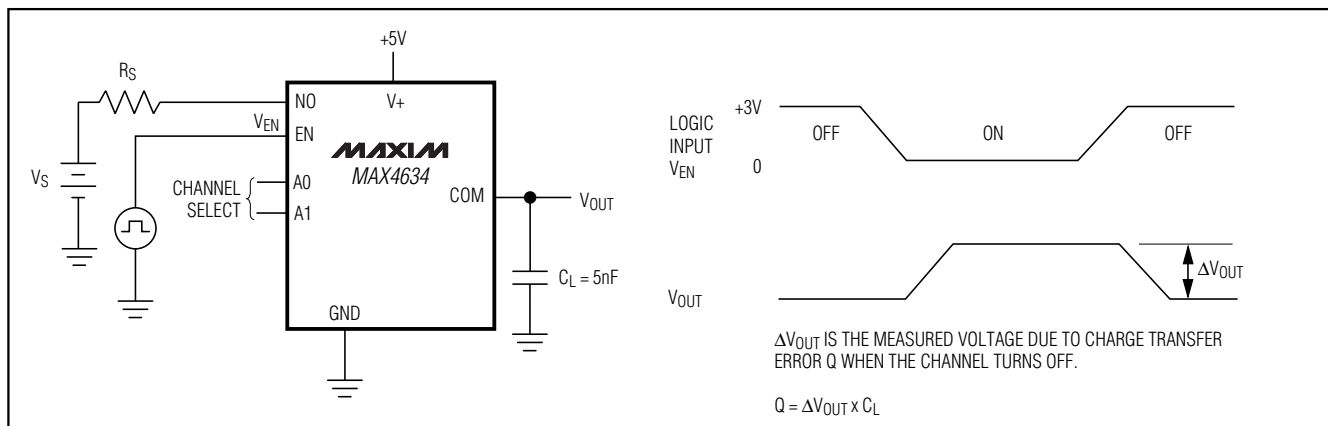 +5V
RS
NO
V+
VEN
EN
MAXIM
MAX4634
VS
CHANNEL
SELECT
A0
A1
COM
VOUT
CL = 5nF
GND
LOGIC
INPUT
VEN
+3V
0
OFF
ON
OFF
VOUT
ΔVOUT
ΔVOUT IS THE MEASURED VOLTAGE DUE TO CHARGE TRANSFER
ERROR Q WHEN THE CHANNEL TURNS OFF.
Q = ΔVOUT x CL